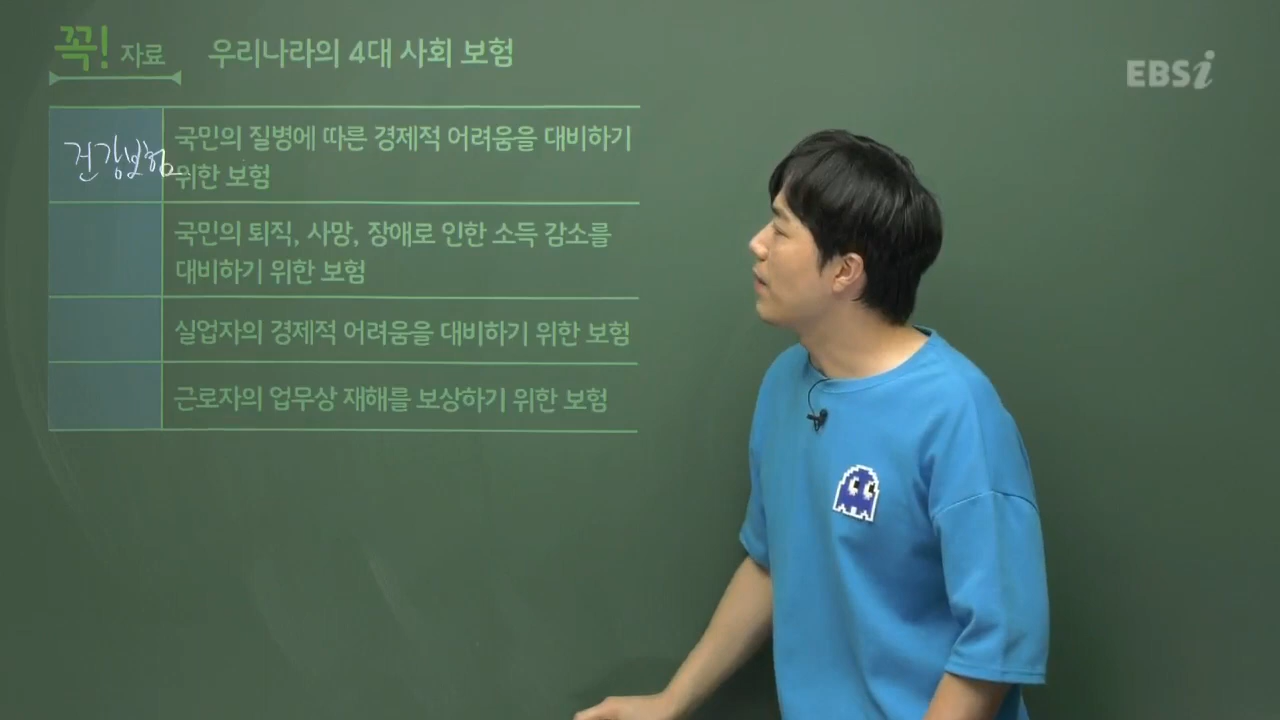 꼭! 자료 우리나라의 4대 사회 보험
EBSi
건강보험
국민의 질병에 따른 경제적 어려움을 대비하기
위한 보험
국민의 퇴직, 사망, 장애로 인한 소득 감소를
대비하기 위한 보험
실업자의 경제적 어려움을 대비하기 위한 보험
근로자의 업무상 재해를 보상하기 위한 보험